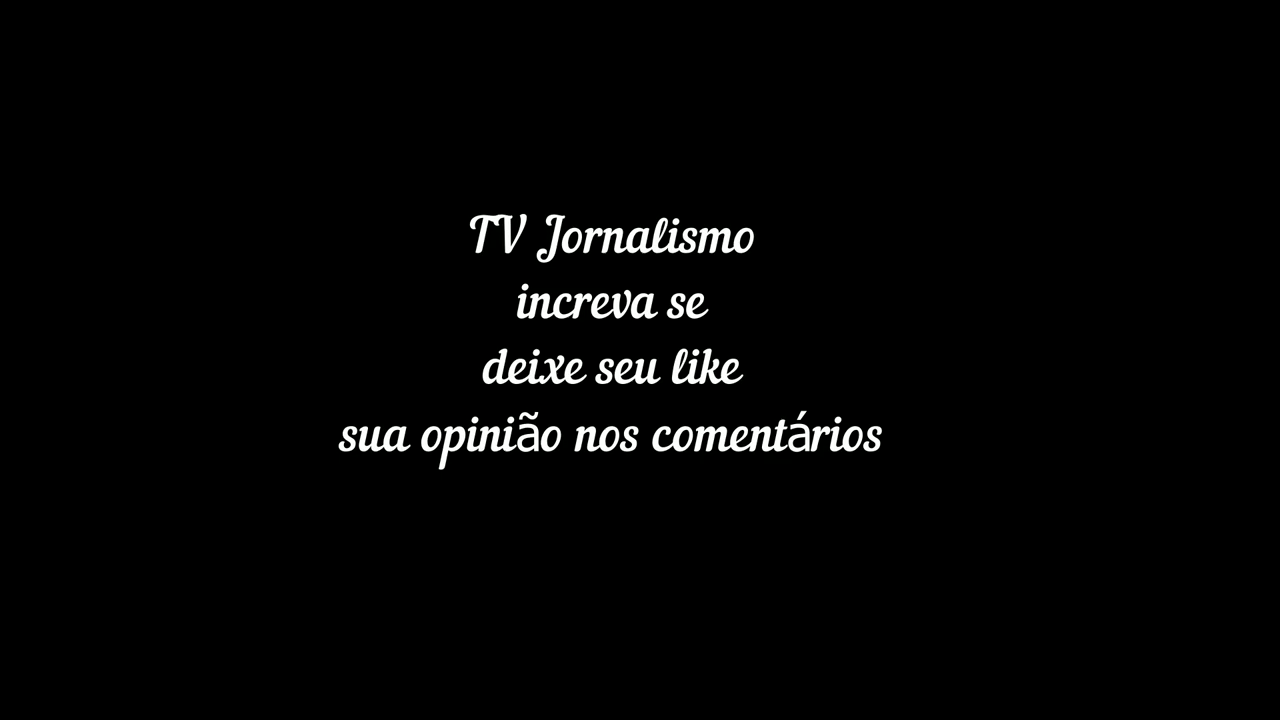 TV Jornalismo
increva se
deixe seu like
sua opinião nos comentários